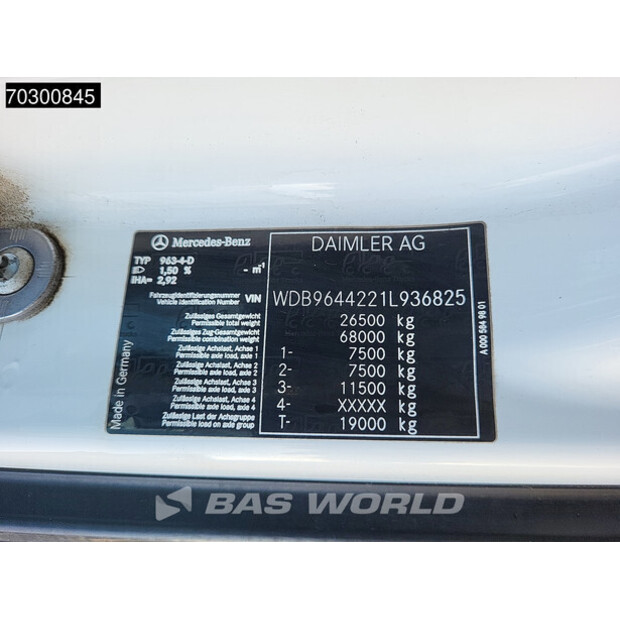 70300845
Mercedes-Benz DAIMLER AG
TYP 963-4-D
1,50 % - m⁻¹
IHA= 2,92
Fahrzeugidentifizierungsnummer
Vehicle Identification Number VIN WDB9644221L936825
Zulässiges Gesamtgewicht
Permissible total weight 26500 kg
Zulässiges Zug-Gesamtgewicht
Permissible combination weight 68000 kg
Zulässige Achslast, Achse 1
Permissible axle load, axle 1 1- 7500 kg
Zulässige Achslast, Achse 2
Permissible axle load, axle 2 2- 7500 kg
Zulässige Achslast, Achse 3
Permissible axle load, axle 3 3- 11500 kg
Zulässige Achslast, Achse 4
Permissible axle load, axle 4 4- XXXXX kg
Zulässige Last der Achsgruppe
Permissible load on axle group T- 19000 kg
Made in Germany
A 000 584 98 01
BAS WORLD